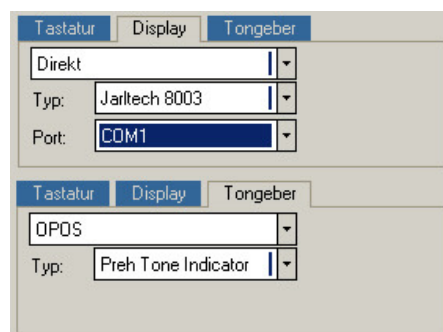 Tastatur Display Tongeber
Direkt
Typ: Jarltech 8003
Port: COM1
Tastatur Display Tongeber
OPOS
Typ: Preh Tone Indicator